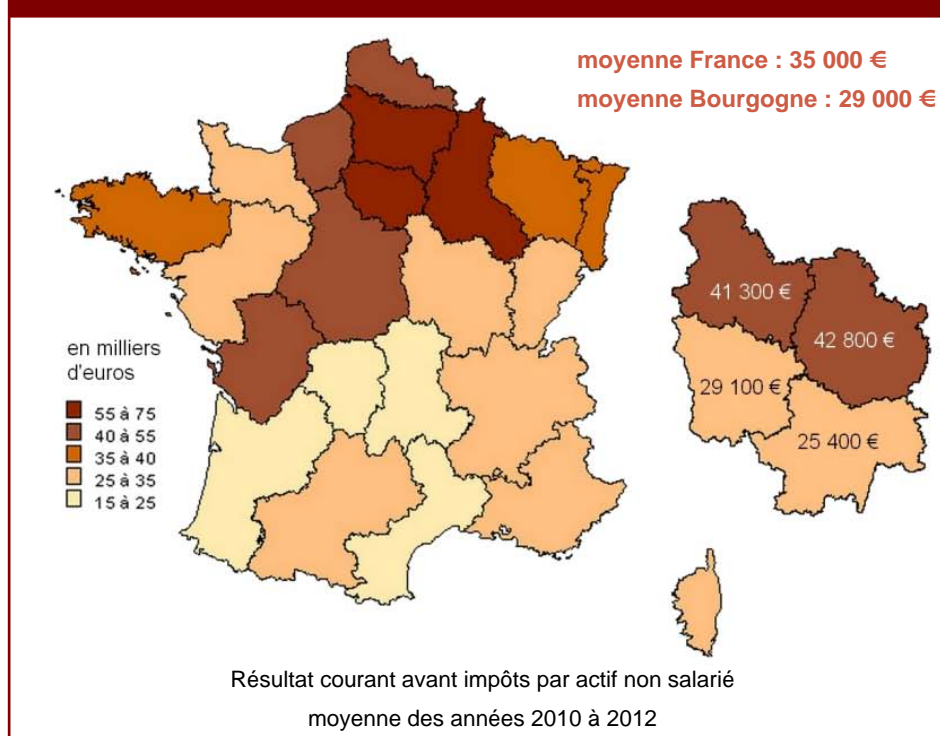 moyenne France : 35 000 €
moyenne Bourgogne : 29 000 €
41 300 €
42 800 €
29 100 €
25 400 €
en milliers
d'euros
55 à 75
40 à 55
35 à 40
25 à 35
15 à 25
Résultat courant avant impôts par actif non salarié
moyenne des années 2010 à 2012